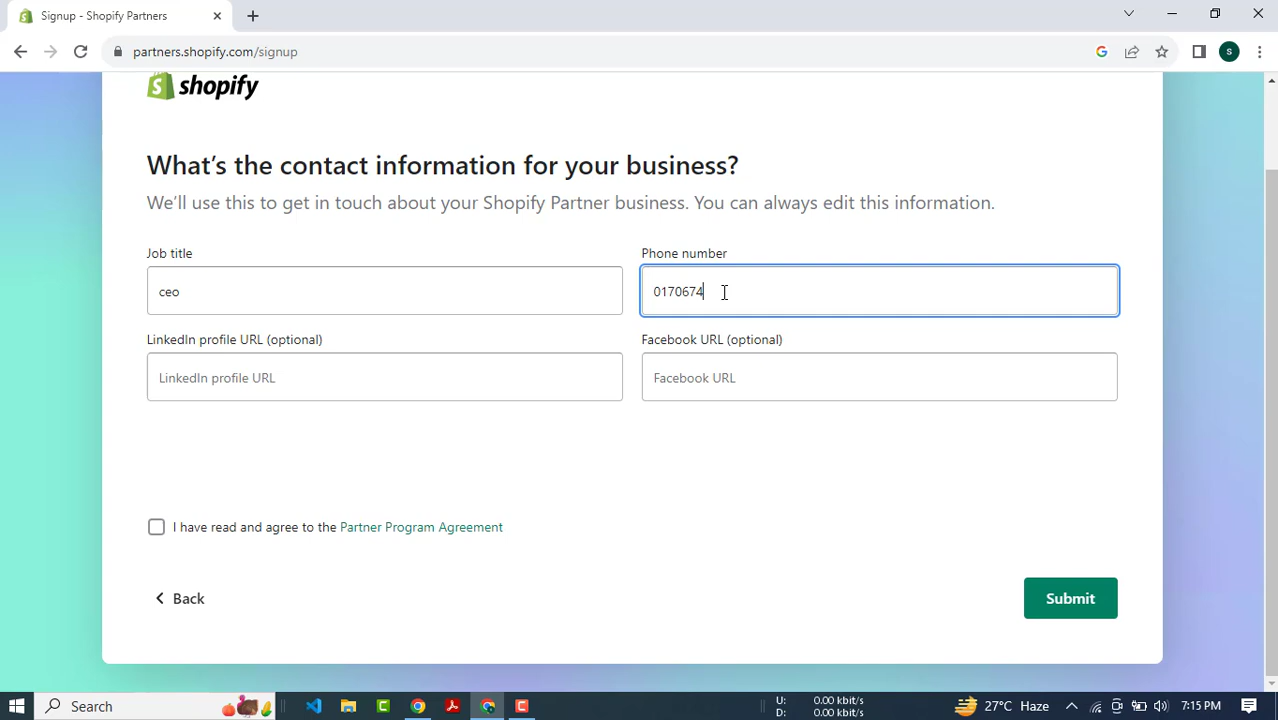 Signup - Shopify Partners
partners.shopify.com/signup
G
S
shopify
What's the contact information for your business?
We'll use this to get in touch about your Shopify Partner business. You can always edit this information.
Job title
Phone number
ceo
0170674
LinkedIn profile URL (optional)
Facebook URL (optional)
LinkedIn profile URL
Facebook URL
I have read and agree to the Partner Program Agreement
Back
Submit
Search
U: 0.00 kbit/s
D: 0.00 kbit/s
27°C Haze
7:15 PM